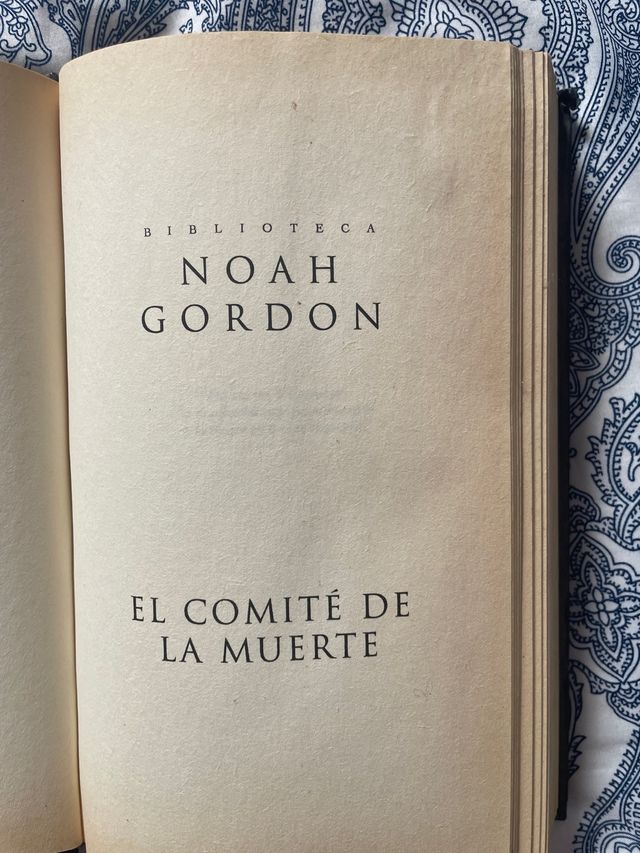 BIBLIOTECA
NOAH
GORDON
EL COMITÉ DE
LA MUERTE